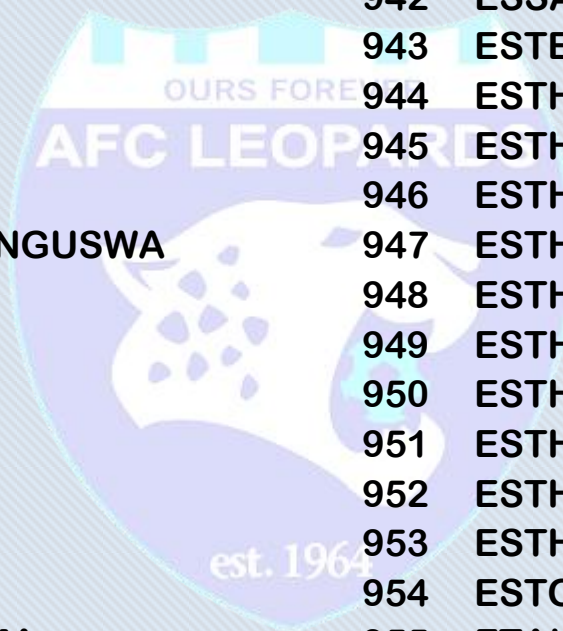 OURS FOREVER
AFC LEOPARDS
est. 1964
NGUSWA
943 ESTE
944 ESTH
945 ESTH
946 ESTH
947 ESTH
948 ESTH
949 ESTH
950 ESTH
951 ESTH
952 ESTH
953 ESTH
954 ESTO